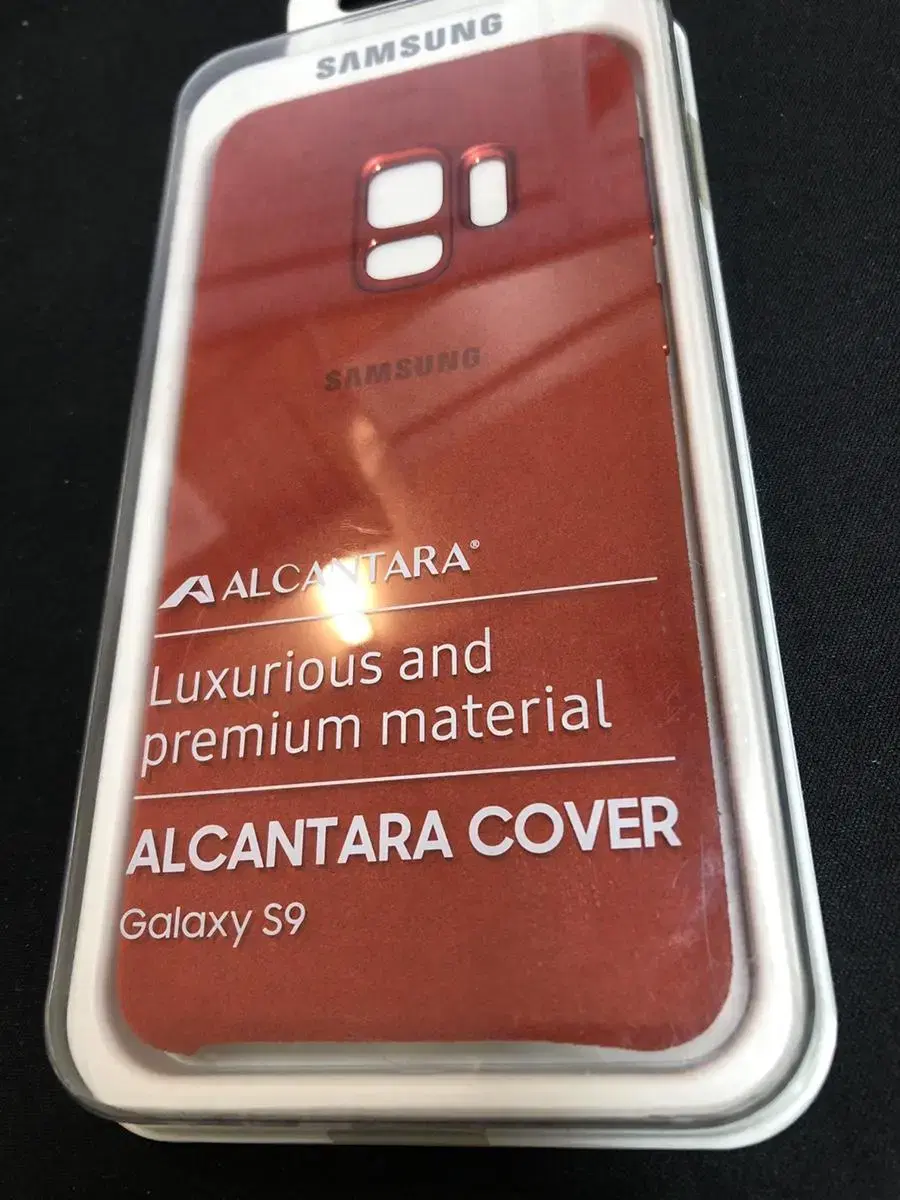 SAMSUNG
SAMSUNG
ALCANTARA®
Luxurious and
premium material
ALCANTARA COVER
Galaxy S9